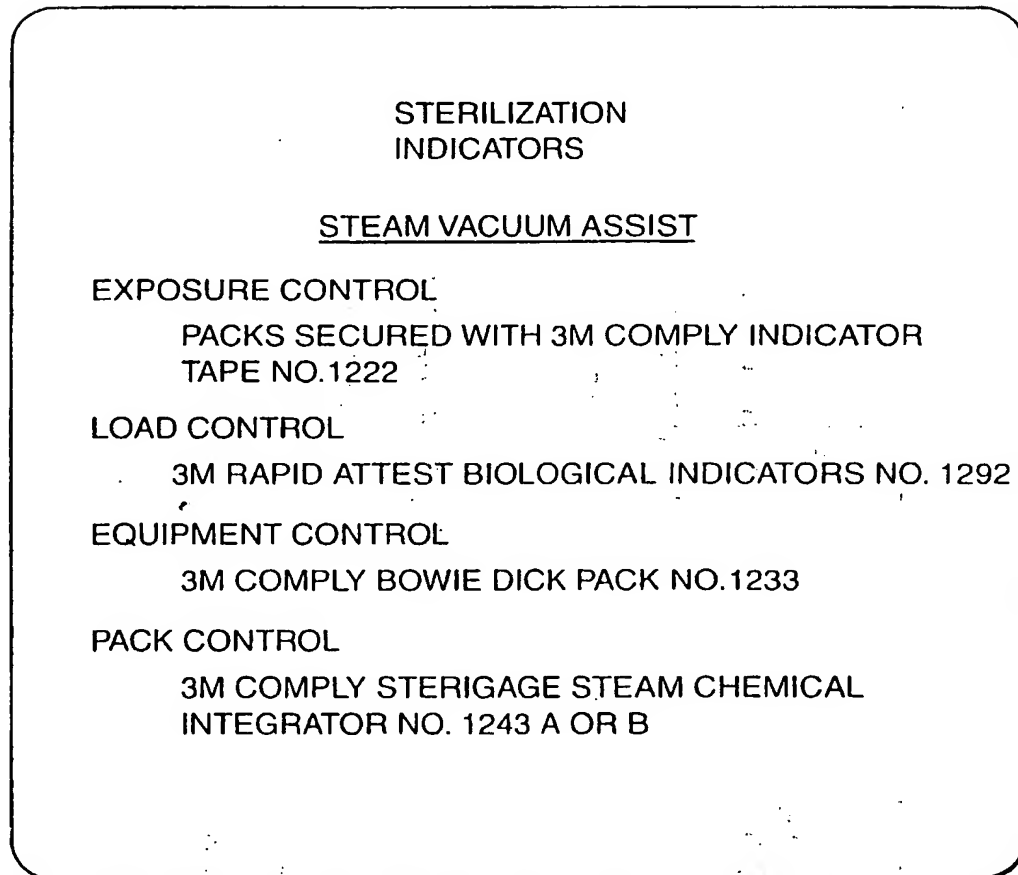 STERILIZATION
INDICATORS
STEAM VACUUM ASSIST
EXPOSURE CONTROL
PACKS SECURED WITH 3M COMPLY INDICATOR
TAPE NO.1222
LOAD CONTROL
3M RAPID ATTEST BIOLOGICAL INDICATORS NO. 1292
EQUIPMENT CONTROL
3M COMPLY BOWIE DICK PACK NO.1233
PACK CONTROL
3M COMPLY STERIGAGE STEAM CHEMICAL
INTEGRATOR NO. 1243 A OR B